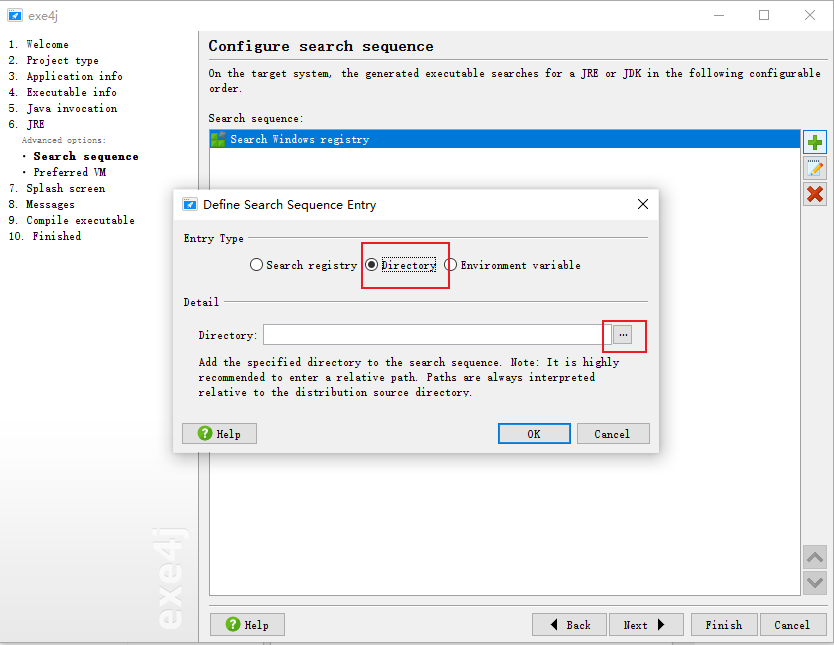 exe4j
1. Welcome
2. Project type
3. Application info
4. Executable info
5. Java invocation
6. JRE
Advanced options:
· Search sequence
· Preferred VM
7. Splash screen
8. Messages
9. Compile executable
10. Finished
exe4j
Configure search sequence
On the target system, the generated executable searches for a JRE or JDK in the following configurable
order.
Search sequence:
Search Windows registry
Define Search Sequence Entry
Entry Type
Search registry Directory Environment variable
Detail
Directory: ...
Add the specified directory to the search sequence. Note: It is highly
recommended to enter a relative path. Paths are always interpreted
relative to the distribution source directory.
? Help OK Cancel
? Help Back Next Finish Cancel